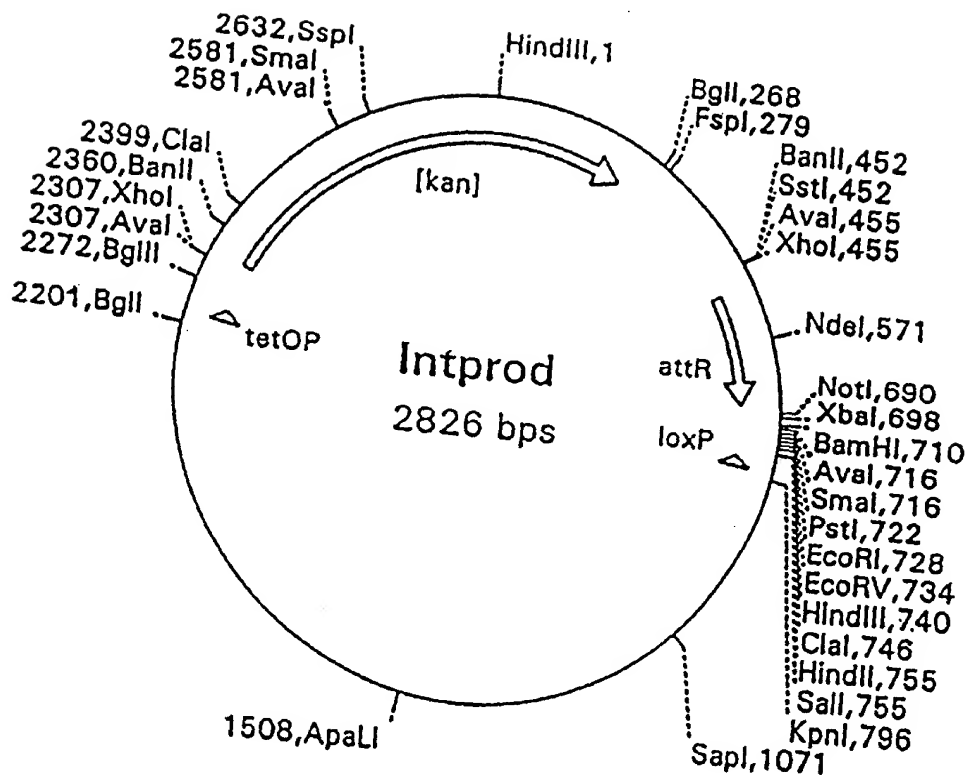 2632,SspI
2581,SmaI
2581,AvaI
HindIII,1
BglI,268
FspI,279
2399,ClaI
2360,BanII
2307,XhoI
2307,AvaI
2272,BglII
2201,BglI
[kan]
BanII,452
SstI,452
AvaI,455
XhoI,455
tetOP
NdeI,571
Intprod
2826 bps
attR
loxP
NotI,690
XbaI,698
BamHI,710
AvaI,716
SmaI,716
PstI,722
EcoRI,728
EcoRV,734
HindIII,740
ClaI,746
HindII,755
SalI,755
KpnI,796
1508,ApaLI
SapI,1071